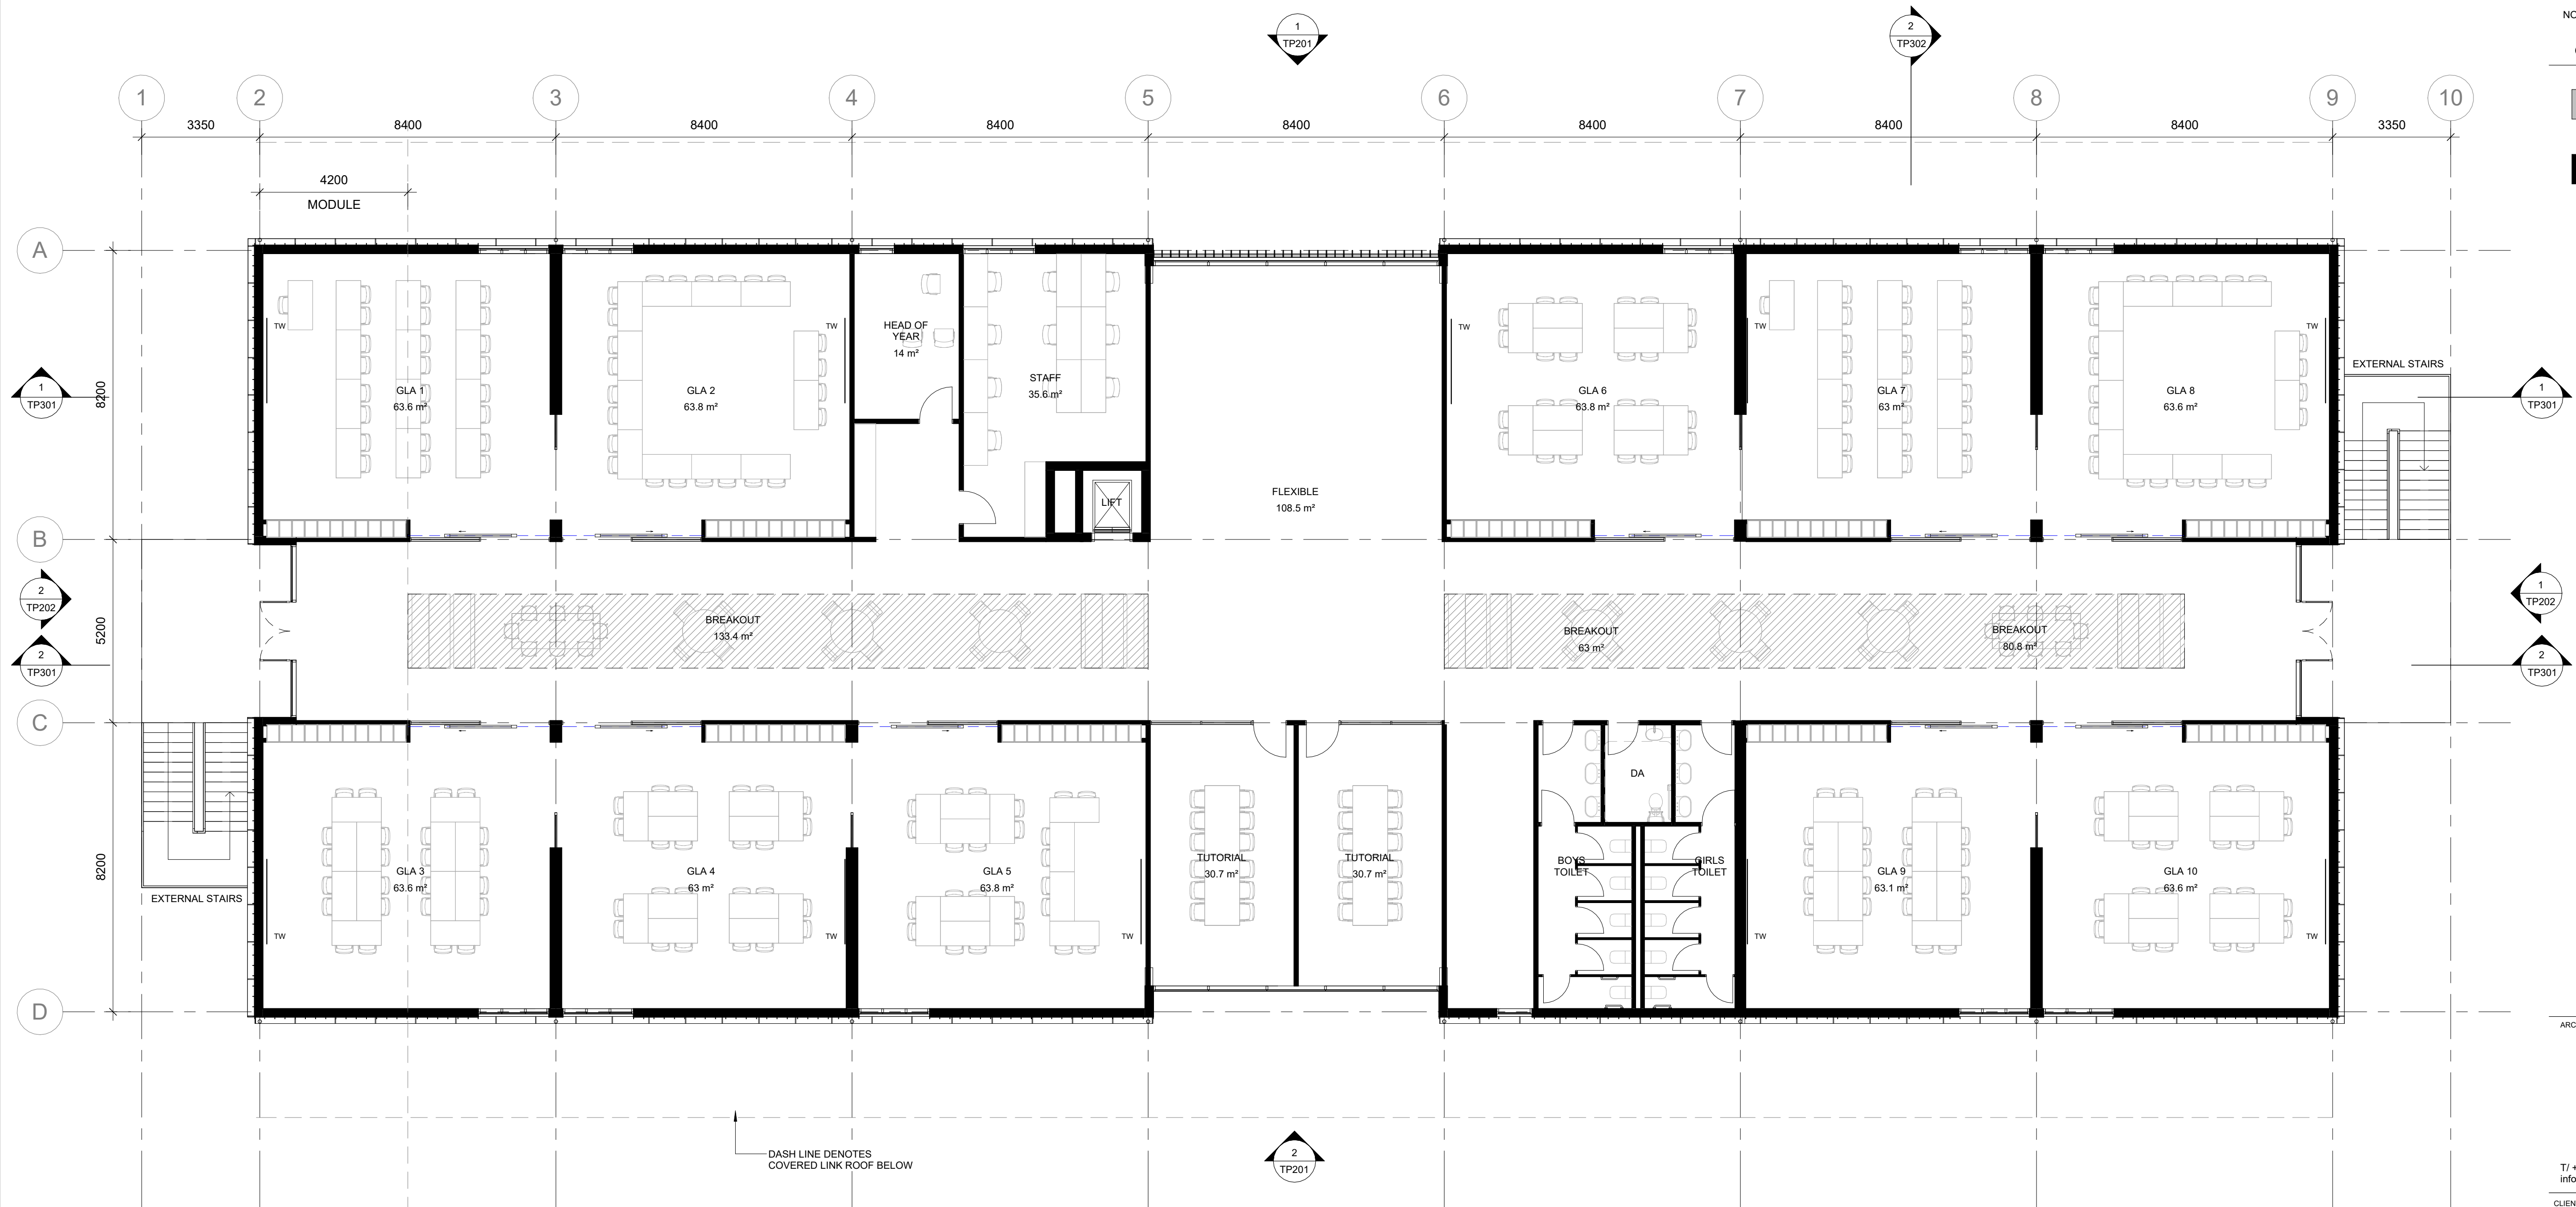 1
TP201
2
TP302
NO
1
2
3
4
5
6
7
8
9
10
3350
8400
8400
8400
8400
8400
8400
8400
3350
4200
MODULE
A
B
C
D
8200
5200
8200
1
TP301
2
TP202
2
TP301
TW
GLA 1
63.6 m²
GLA 2
63.8 m²
TW
HEAD OF
YEAR
14 m²
STAFF
35.6 m²
LIFT
FLEXIBLE
108.5 m²
TW
GLA 6
63.8 m²
TW
GLA 7
63 m²
GLA 8
63.6 m²
TW
EXTERNAL STAIRS
1
TP301
1
TP202
2
TP301
BREAKOUT
133.4 m²
BREAKOUT
63 m²
BREAKOUT
80.8 m²
EXTERNAL STAIRS
GLA 3
63.6 m²
TW
GLA 4
63 m²
TW
GLA 5
63.8 m²
TW
TUTORIAL
30.7 m²
TUTORIAL
30.7 m²
DA
BOYS
TOILET
GIRLS
TOILET
GLA 9
63.1 m²
TW
GLA 10
63.6 m²
TW
DASH LINE DENOTES
COVERED LINK ROOF BELOW
2
TP201
ARC
T/ +
info
CLIEN